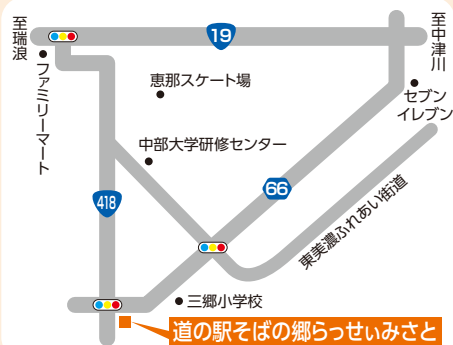 至瑞浪
19
至中津川
ファミリーマート
恵那スケート場
セブン
イレブン
中部大学研修センター
66
418
東美濃ふれあい街道
三郷小学校
道の駅そばの郷らっせぃみさと